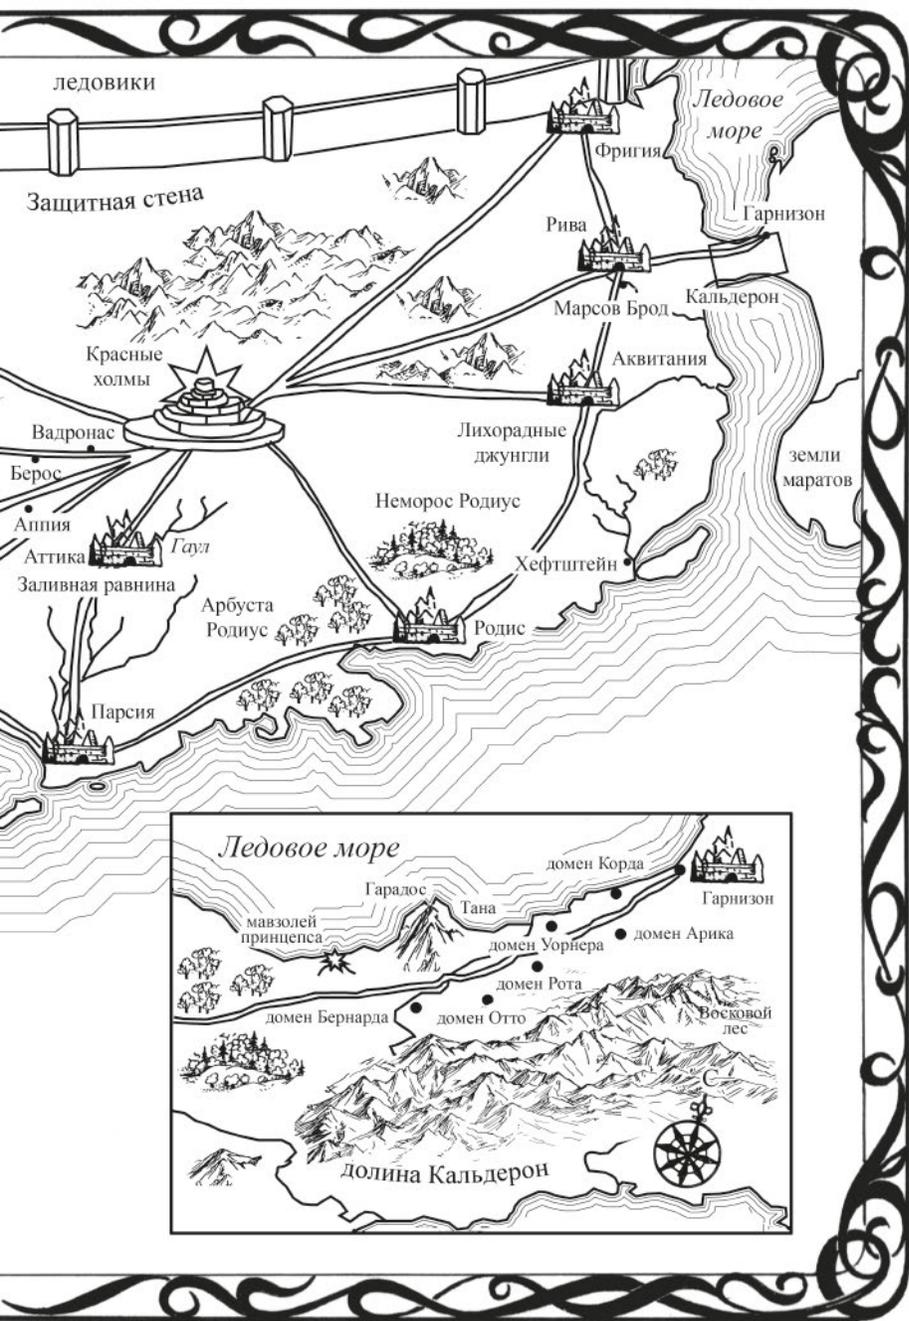 ледовики
Ледовое
море
Фригия
Защитная стена
Гарнизон
Рива
Марсов Брод
Кальдерон
Красные
холмы
Аквитания
Вадронас
Берос
Лихорадные
джунгли
земли
маратов
Неморос Родиус
Аппия
Аттика
Гаул
Хефтштейн
Заливная равнина
Арбуста
Родиус
Родис
Парсия
Ледовое море
домен Корда
Гарадос
Тана
Гарнизон
мавзолей
принцепса
домен Арика
домен Уорнера
домен Рота
домен Бернарда
домен Отто
Восковой
лес
С
долина Кальдерон